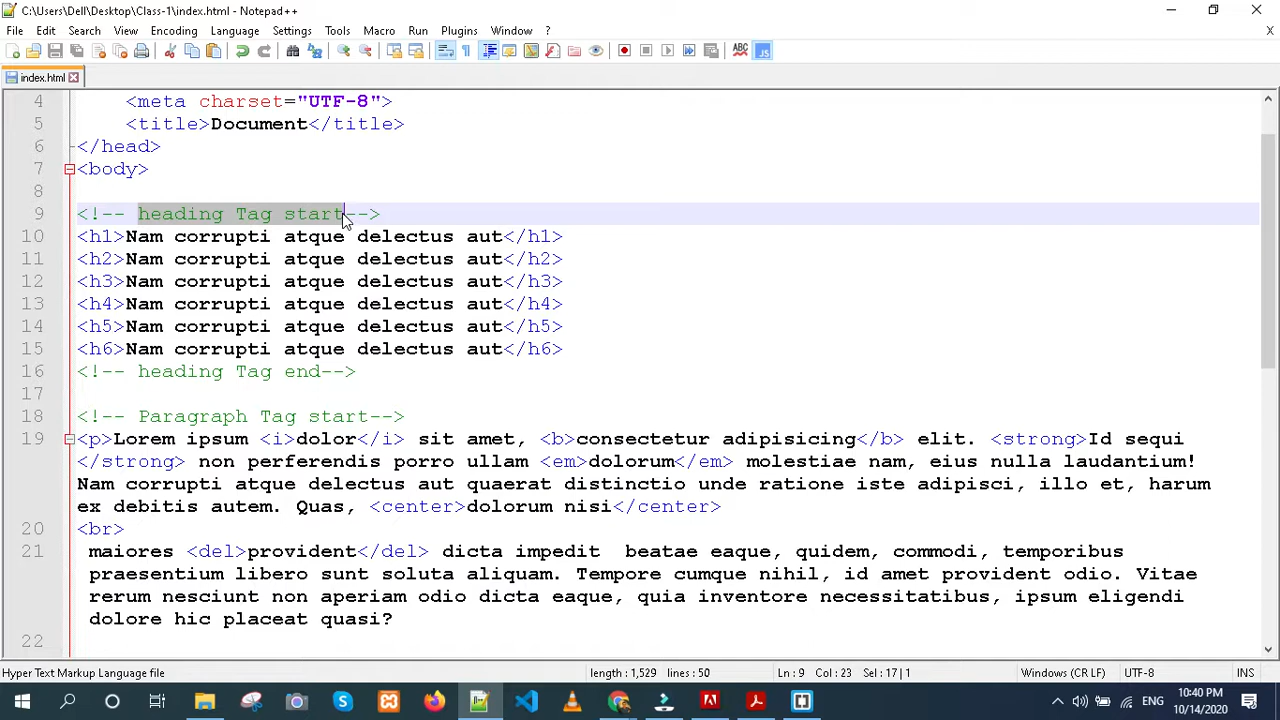 C:\Users\Dell\Desktop\Class-1\index.html - Notepad++
File Edit Search View Encoding Language Settings Tools Macro Run Plugins Window ? X
index.html
4 <meta charset="UTF-8">
5 <title>Document</title>
6 </head>
7 <body>
8
9 <!-- heading Tag start-->
10 <h1>Nam corrupti atque delectus aut</h1>
11 <h2>Nam corrupti atque delectus aut</h2>
12 <h3>Nam corrupti atque delectus aut</h3>
13 <h4>Nam corrupti atque delectus aut</h4>
14 <h5>Nam corrupti atque delectus aut</h5>
15 <h6>Nam corrupti atque delectus aut</h6>
16 <!-- heading Tag end-->
17
18 <!-- Paragraph Tag start-->
19 <p>Lorem ipsum <i>dolor</i> sit amet, <b>consectetur adipisicing</b> elit. <strong>Id sequi
</strong> non perferendis porro ullam <em>dolorum</em> molestiae nam, eius nulla laudantium!
Nam corrupti atque delectus aut quaerat distinctio unde ratione iste adipisci, illo et, harum
ex debitis autem. Quas, <center>dolorum nisi</center>
20 <br>
21 maiores <del>provident</del> dicta impedit  beatae eaque, quidem, commodi, temporibus
praesentium libero sunt soluta aliquam. Tempore cumque nihil, id amet provident odio. Vitae
rerum nesciunt non aperiam odio dicta eaque, quia inventore necessitatibus, ipsum eligendi
dolore hic placeat quasi?
22
Hyper Text Markup Language file length : 1,529 lines : 50 Ln : 9 Col : 23 Sel : 17 | 1 Windows (CR LF) UTF-8 INS
ENG 10:40 PM
10/14/2020